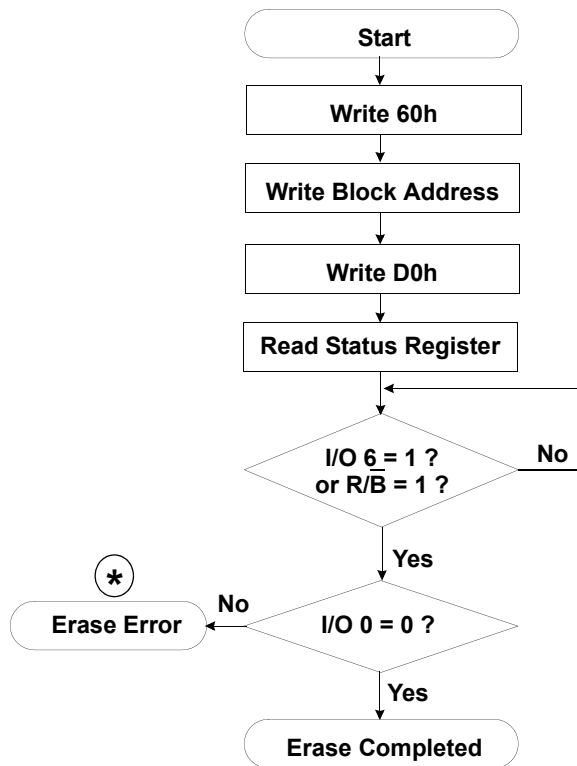 Start
Write 60h
Write Block Address
Write D0h
Read Status Register
I/O 6 = 1 ?
or R/B̅ = 1 ?
No
Yes
*
No
Erase Error
I/O 0 = 0 ?
Yes
Erase Completed